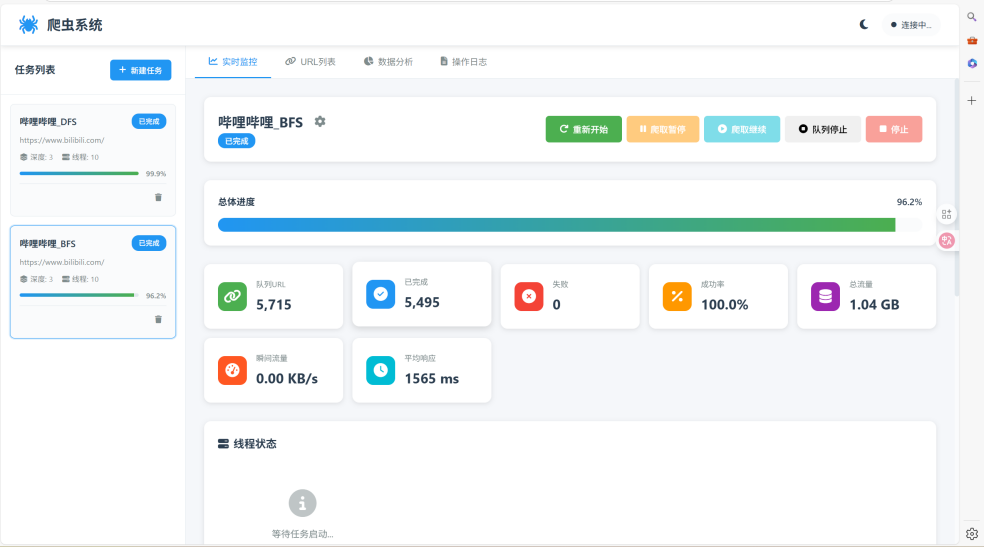 爬虫系统
连接中...
任务列表
新建任务
实时监控
URL列表
数据分析
操作日志
哔哩哔哩_DFS
已完成
https://www.bilibili.com/
深度: 3 线程: 10
99.9%
哔哩哔哩_BFS
已完成
https://www.bilibili.com/
深度: 3 线程: 10
96.2%
哔哩哔哩_BFS
已完成
重新开始
爬取暂停
爬取继续
队列停止
停止
总体进度
96.2%
队列URL
5,715
已完成
5,495
失败
0
成功率
100.0%
总流量
1.04 GB
瞬间流量
0.00 KB/s
平均响应
1565 ms
线程状态
等待任务启动...